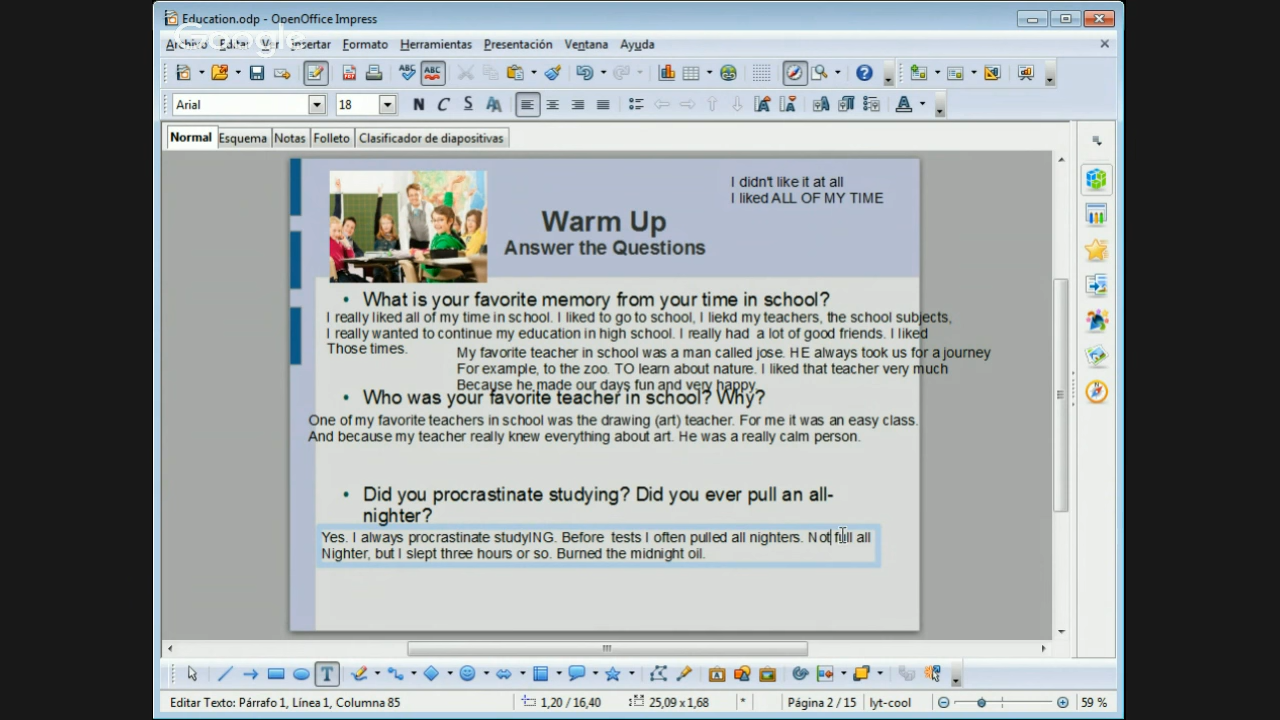 Education.odp - OpenOffice Impress
Google
Archivo Editar Ver Insertar Formato Herramientas Presentación Ventana Ayuda
Arial 18 N C S
Normal Esquema Notas Folleto Clasificador de diapositivas
I didn't like it at all
I liked ALL OF MY TIME
Warm Up
Answer the Questions
• What is your favorite memory from your time in school?
I really liked all of my time in school. I liked to go to school, I liekd my teachers, the school subjects,
I really wanted to continue my education in high school. I really had a lot of good friends. I liked
Those times.
My favorite teacher in school was a man called jose. HE always took us for a journey
For example, to the zoo. TO learn about nature. I liked that teacher very much
Because he made our days fun and very happy.
• Who was your favorite teacher in school? Why?
One of my favorite teachers in school was the drawing (art) teacher. For me it was an easy class.
And because my teacher really knew everything about art. He was a really calm person.
• Did you procrastinate studying? Did you ever pull an all-
nighter?
Yes. I always procrastinate studyING. Before tests I often pulled all nighters. Not full all
Nighter, but I slept three hours or so. Burned the midnight oil.
Editar Texto: Párrafo 1, Línea 1, Columna 85 1,20 / 16,40 25,09 x 1,68 * Página 2 / 15 lyt-cool 59 %